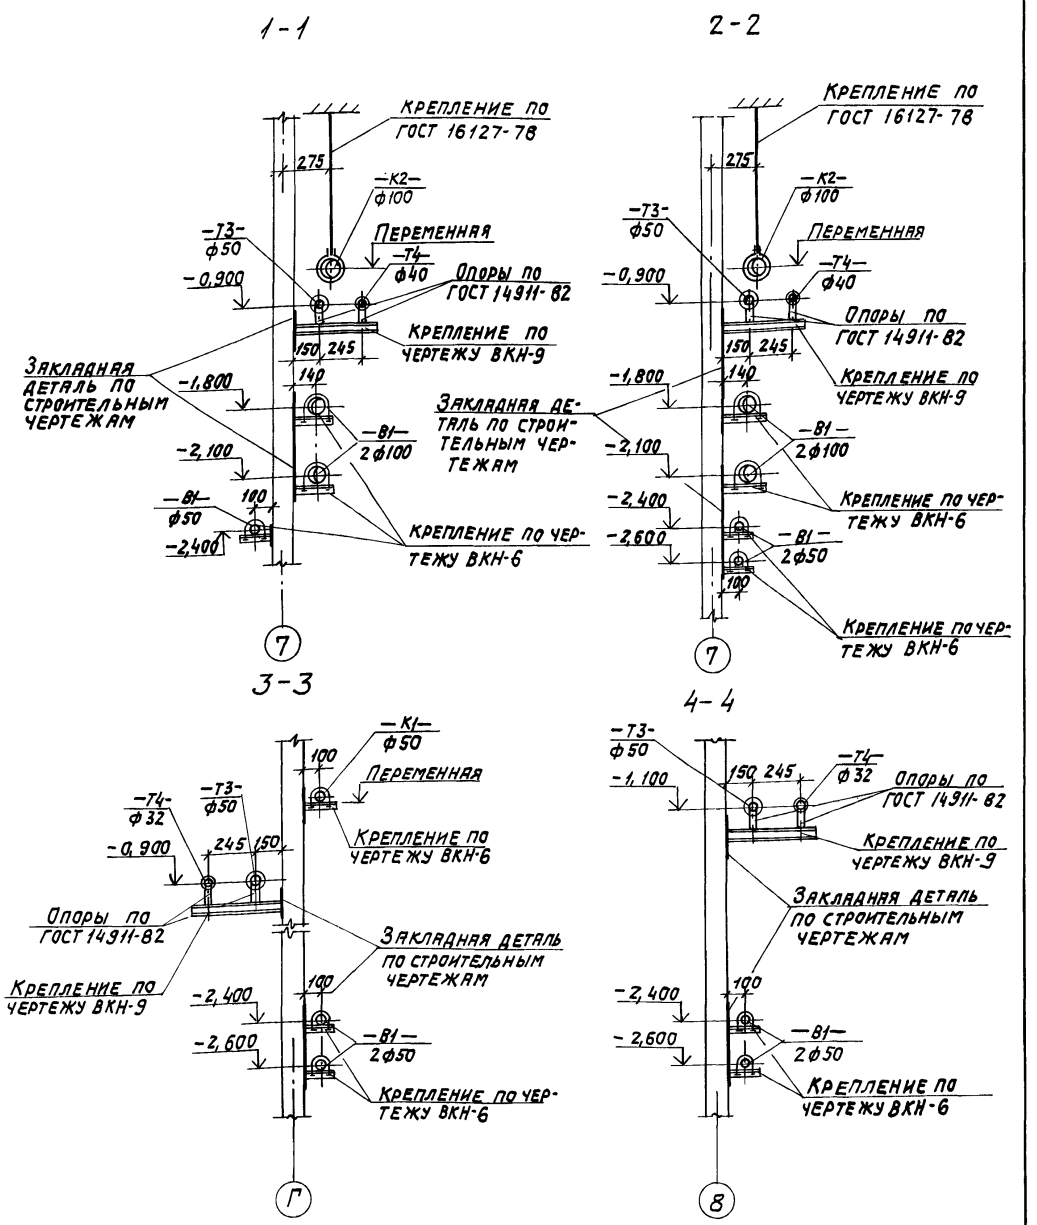 1-1
Крепление по
ГОСТ 16127-78
275
-К2-
ф100
-Т3-
ф50
Переменная
-Т4-
ф40
-0,900
Опоры по
ГОСТ 14911-82
Крепление по
чертежу ВКН-9
150 245
Закладная
деталь по
строительным
чертежам
140
-1,800
-В1-
2ф100
-2,100
-В1-
ф50
100
-2,400
Крепление по чер-
тежу ВКН-6
7
2-2
Крепление по
ГОСТ 16127-78
275
-К2-
ф100
-Т3-
ф50
Переменная
-Т4-
ф40
-0,900
Опоры по
ГОСТ 14911-82
150 245
Крепление по
чертежу ВКН-9
140
-1,800
Закладная де-
таль по строи-
тельным чер-
тежам
-В1-
2ф100
-2,100
-2,400
Крепление по чер-
тежу ВКН-6
-2,600
-В1-
2ф50
100
Крепление по чер-
тежу ВКН-6
7
3-3
-К1-
ф50
100
Переменная
-Т4-
ф32
-Т3-
ф50
245 150
-0,900
Крепление по
чертежу ВКН-6
Опоры по
ГОСТ 14911-82
Крепление по
чертежу ВКН-9
Закладная деталь
по строительным
чертежам
100
-2,400
-2,600
-В1-
2ф50
Крепление по чер-
тежу ВКН-6
Г
4-4
-Т3-
ф50
150 245
-Т4-
ф32
-1,100
Опоры по
ГОСТ 14911-82
Крепление по
чертежу ВКН-9
Закладная деталь
по строительным
чертежам
100
-2,400
-2,600
-В1-
2ф50
Крепление по
чертежу ВКН-6
8